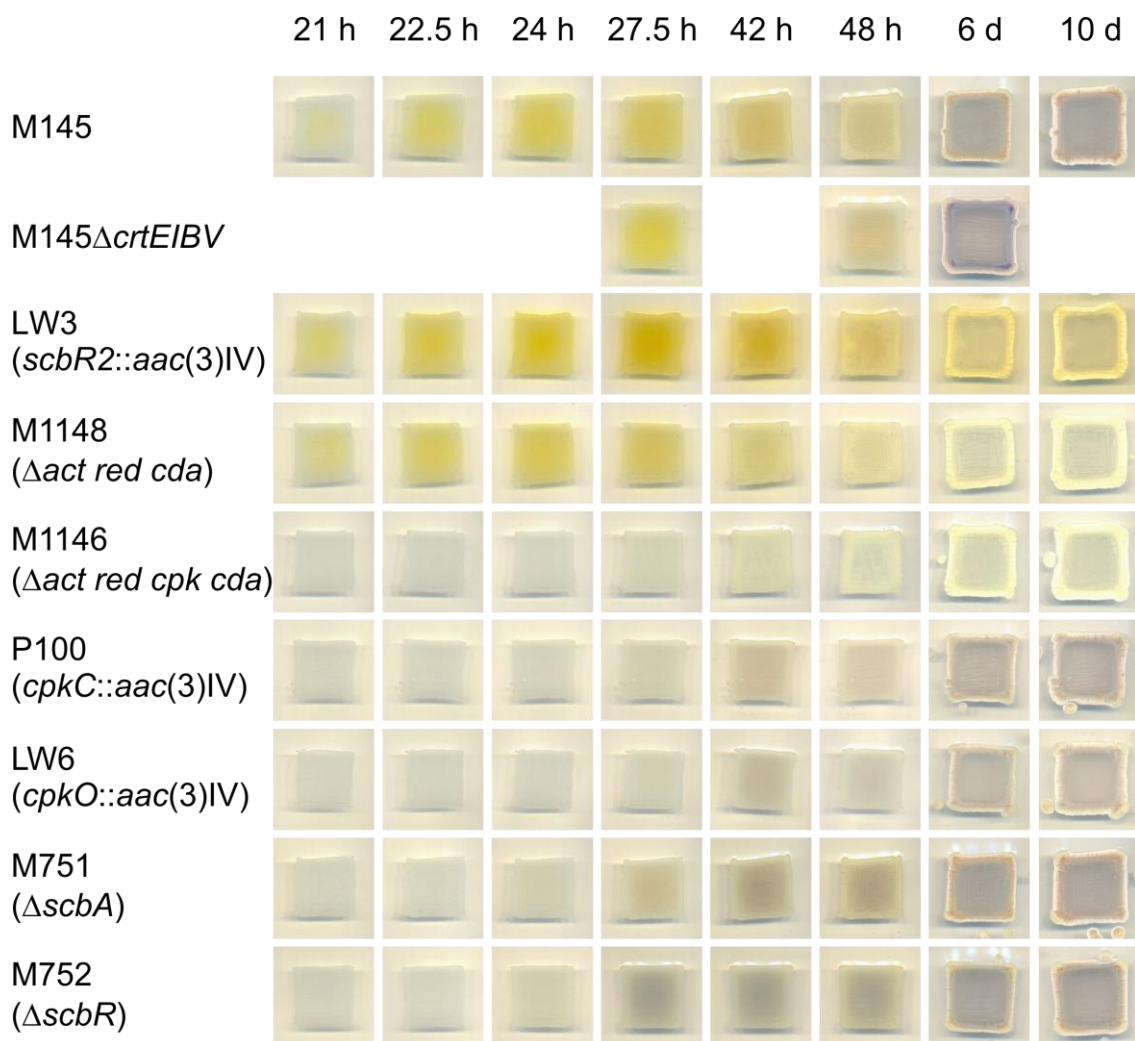 21 h 22.5 h 24 h 27.5 h 42 h 48 h 6 d 10 d
M145
M145ΔcrtEIBV
LW3
(scbR2::aac(3)IV)
M1148
(Δact red cda)
M1146
(Δact red cpk cda)
P100
(cpkC::aac(3)IV)
LW6
(cpkO::aac(3)IV)
M751
(ΔscbA)
M752
(ΔscbR)